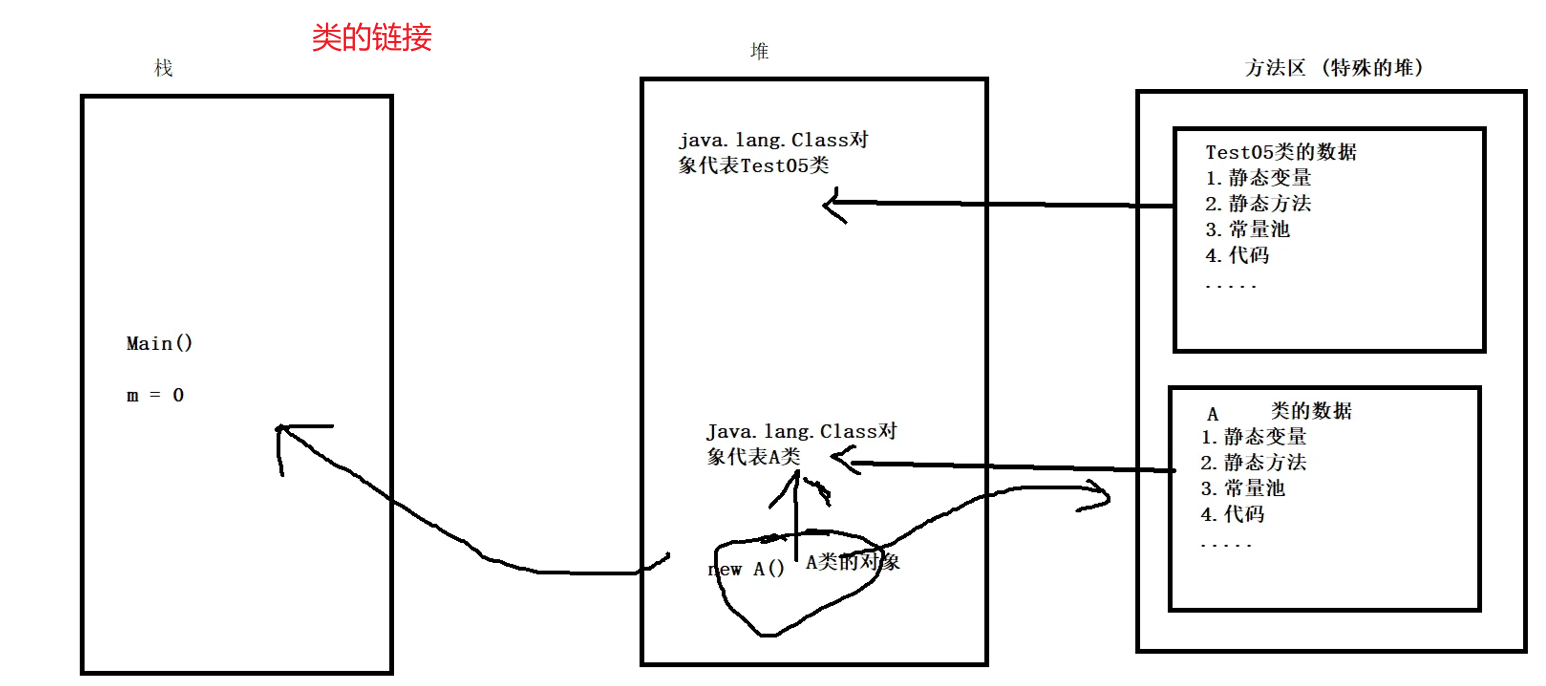 类的链接
栈
堆
方法区 (特殊的堆)
java.lang.Class对
象代表Test05类
Test05类的数据
1.静态变量
2.静态方法
3.常量池
4.代码
.....
Main()
m = 0
Java.lang.Class对
象代表A类
new A() A类的对象
A 类的数据
1.静态变量
2.静态方法
3.常量池
4.代码
.....